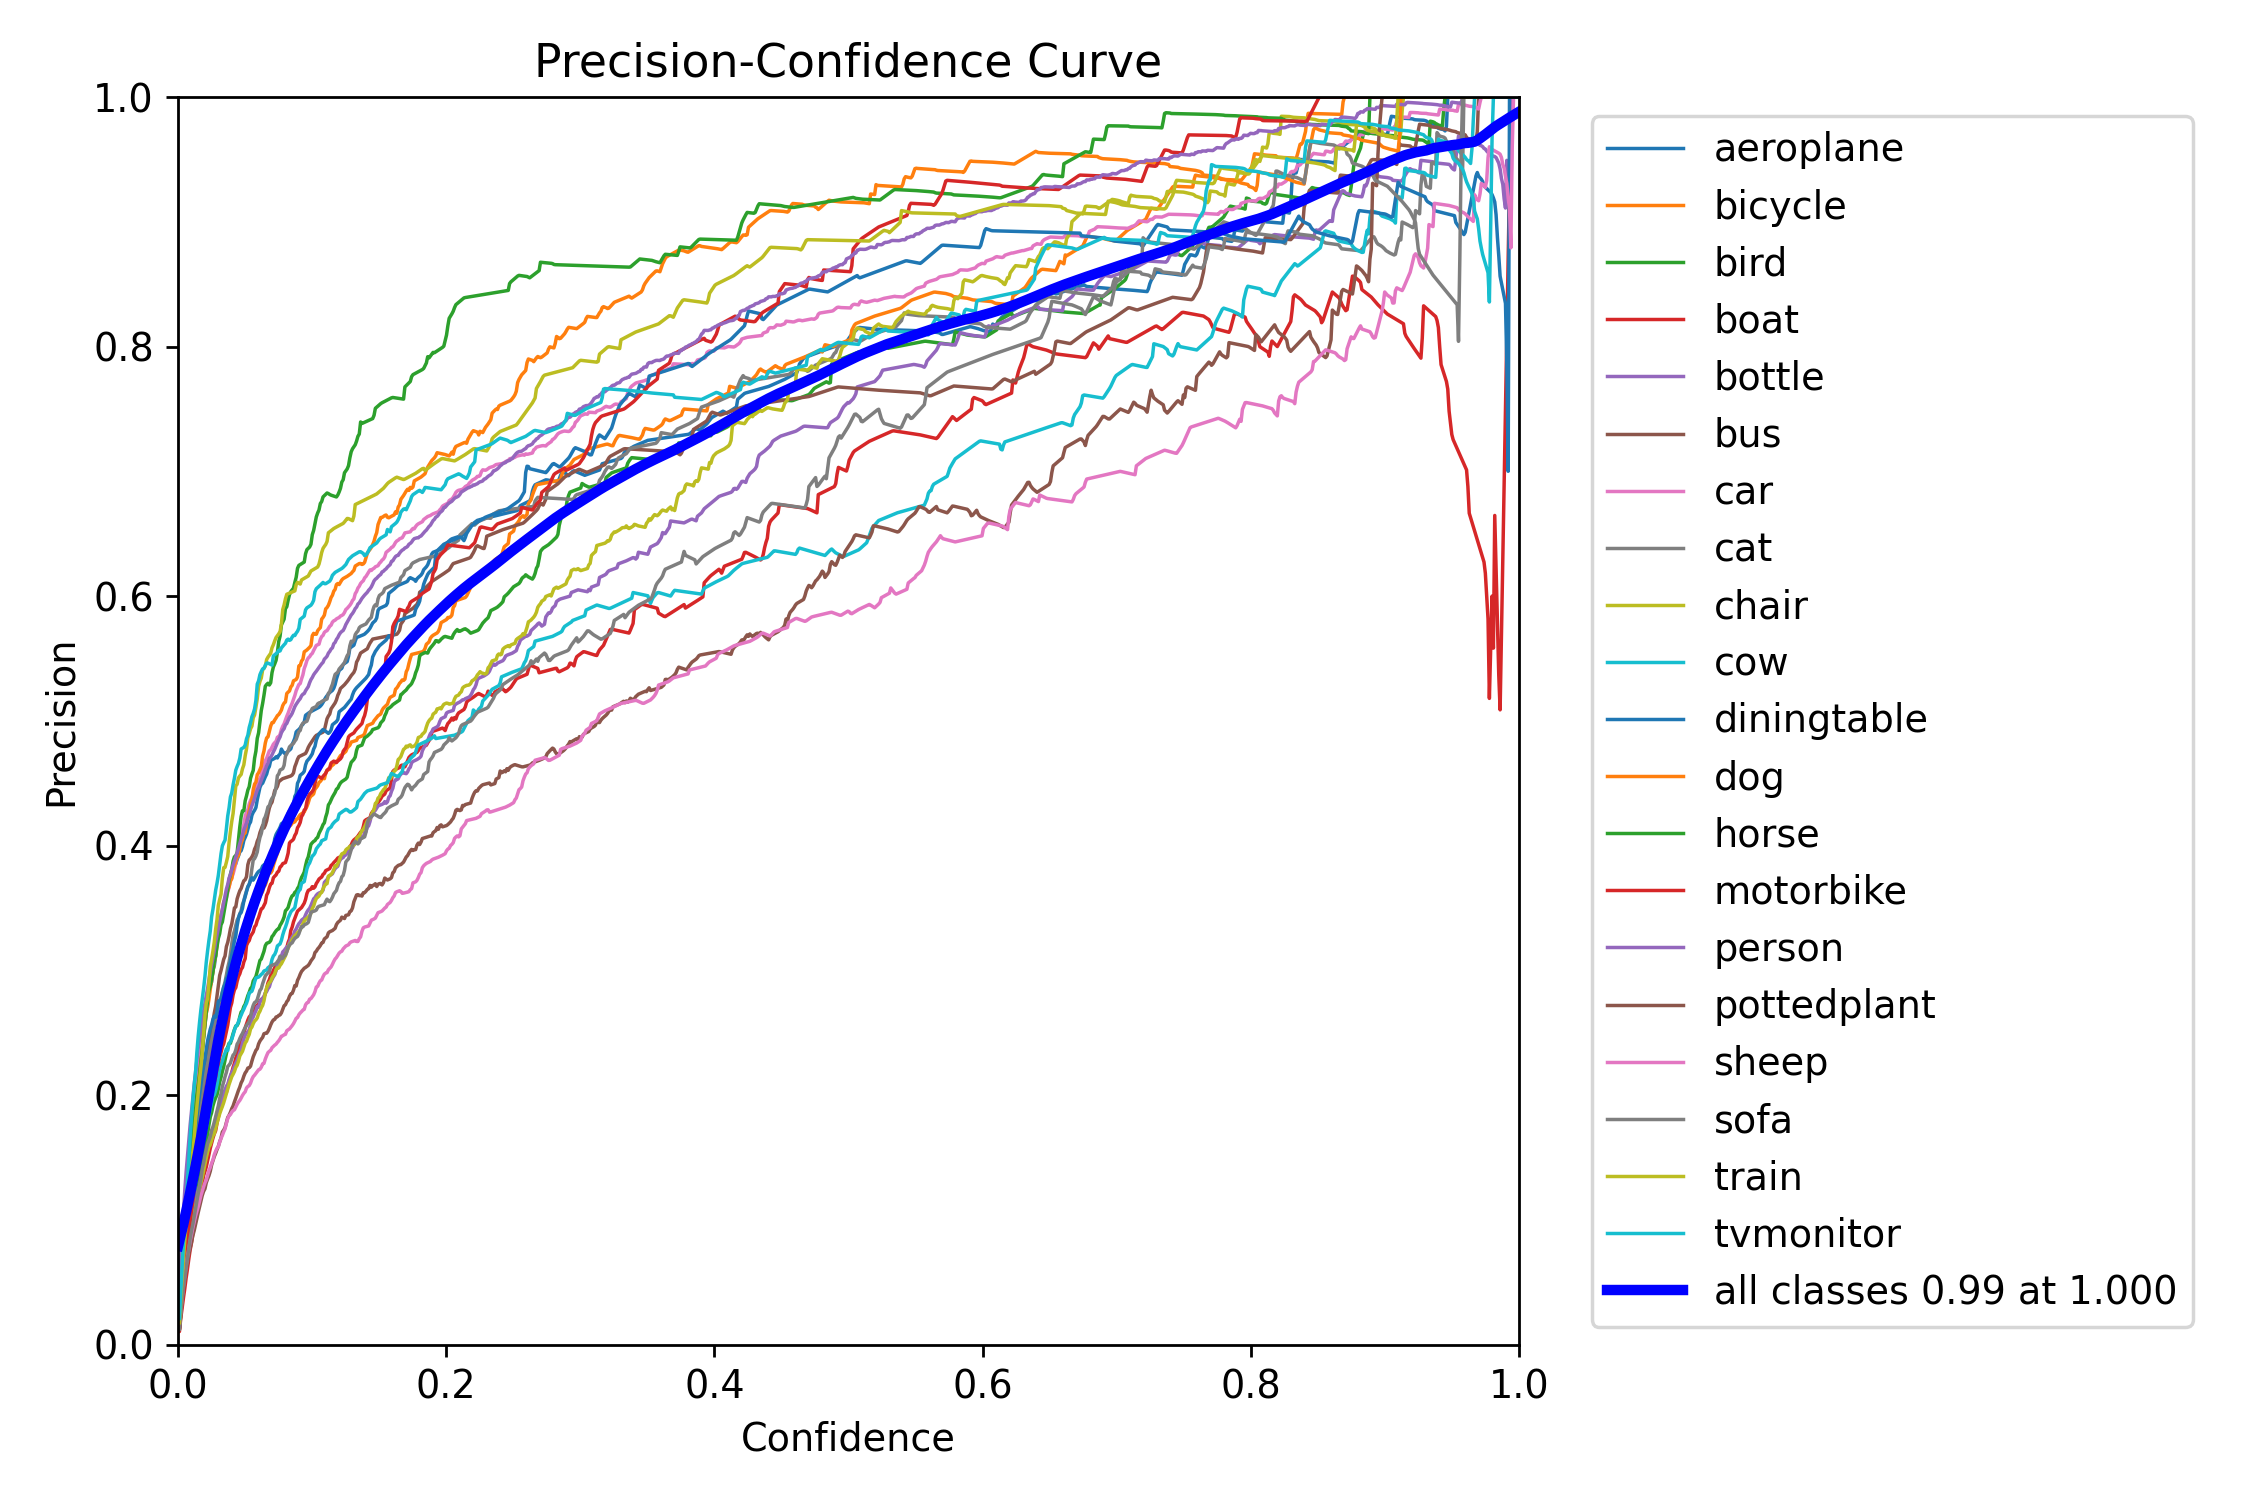 Precision-Confidence Curve
1.0
0.8
0.6
0.4
0.2
0.0
Precision
0.0 0.2 0.4 0.6 0.8 1.0
Confidence
aeroplane
bicycle
bird
boat
bottle
bus
car
cat
chair
cow
diningtable
dog
horse
motorbike
person
pottedplant
sheep
sofa
train
tvmonitor
all classes 0.99 at 1.000